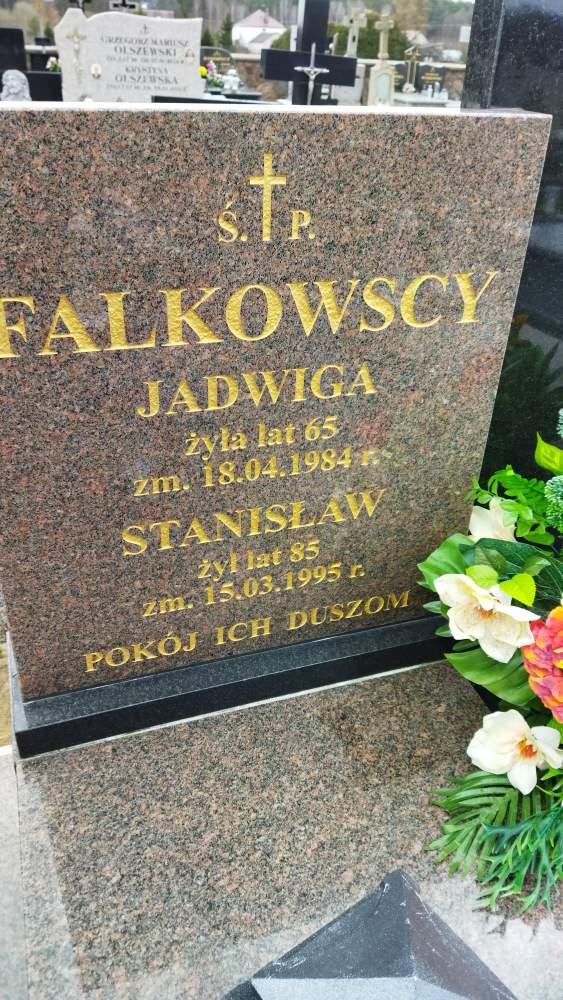 GRZEGORZ MARIUSZ
OLSZEWSKI
KRYSTYNA
OLSZEWSKA
Ś. P.
FALKOWSCY
JADWIGA
żyła lat 65
zm. 18.04.1984 r.
STANISŁAW
żył lat 85
zm. 15.03.1995 r.
POKÓJ ICH DUSZOM